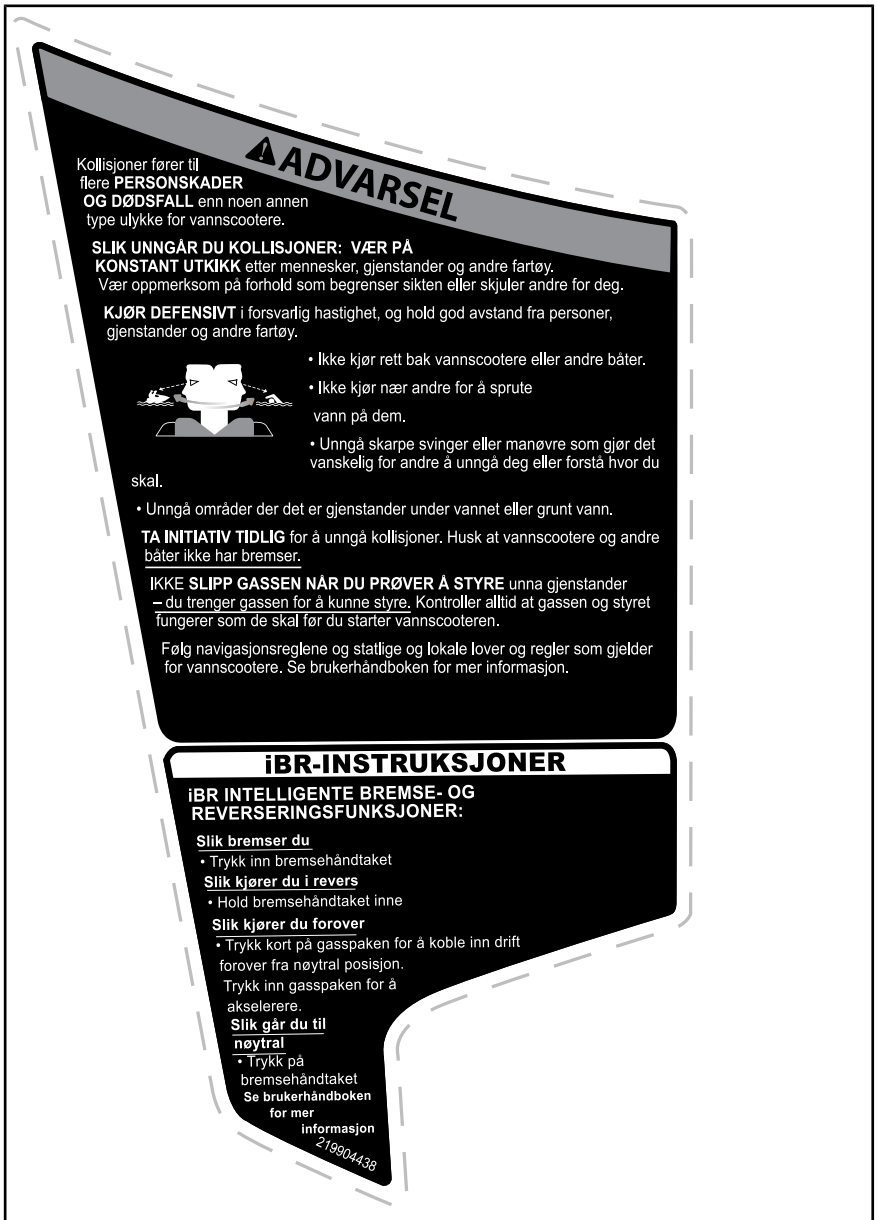 ADVARSEL
Kollisjoner fører til
flere PERSONSKADER
OG DØDSFALL enn noen annen
type ulykke for vannscootere.
SLIK UNNGÅR DU KOLLISJONER: VÆR PÅ
KONSTANT UTKIKK etter mennesker, gjenstander og andre fartøy.
Vær oppmerksom på forhold som begrenser sikten eller skjuler andre for deg.
KJØR DEFENSIVT i forsvarlig hastighet, og hold god avstand fra personer,
gjenstander og andre fartøy.
• Ikke kjør rett bak vannscootere eller andre båter.
• Ikke kjør nær andre for å sprute
vann på dem.
• Unngå skarpe svinger eller manøvre som gjør det
vanskelig for andre å unngå deg eller forstå hvor du
skal.
• Unngå områder der det er gjenstander under vannet eller grunt vann.
TA INITIATIV TIDLIG for å unngå kollisjoner. Husk at vannscootere og andre
båter ikke har bremser.
IKKE SLIPP GASSEN NÅR DU PRØVER Å STYRE unna gjenstander
– du trenger gassen for å kunne styre. Kontroller alltid at gassen og styret
fungerer som de skal før du starter vannscooteren.
Følg navigasjonsreglene og statlige og lokale lover og regler som gjelder
for vannscootere. Se brukerhåndboken for mer informasjon.
iBR-INSTRUKSJONER
iBR INTELLIGENTE BREMSE- OG
REVERSERINGSFUNKSJONER:
Slik bremser du
• Trykk inn bremsehåndtaket
Slik kjører du i revers
• Hold bremsehåndtaket inne
Slik kjører du forover
• Trykk kort på gasspaken for å koble inn drift
forover fra nøytral posisjon.
Trykk inn gasspaken for å
akselerere.
Slik går du til
nøytral
• Trykk på
bremsehåndtaket
Se brukerhåndboken
for mer
informasjon
219904438